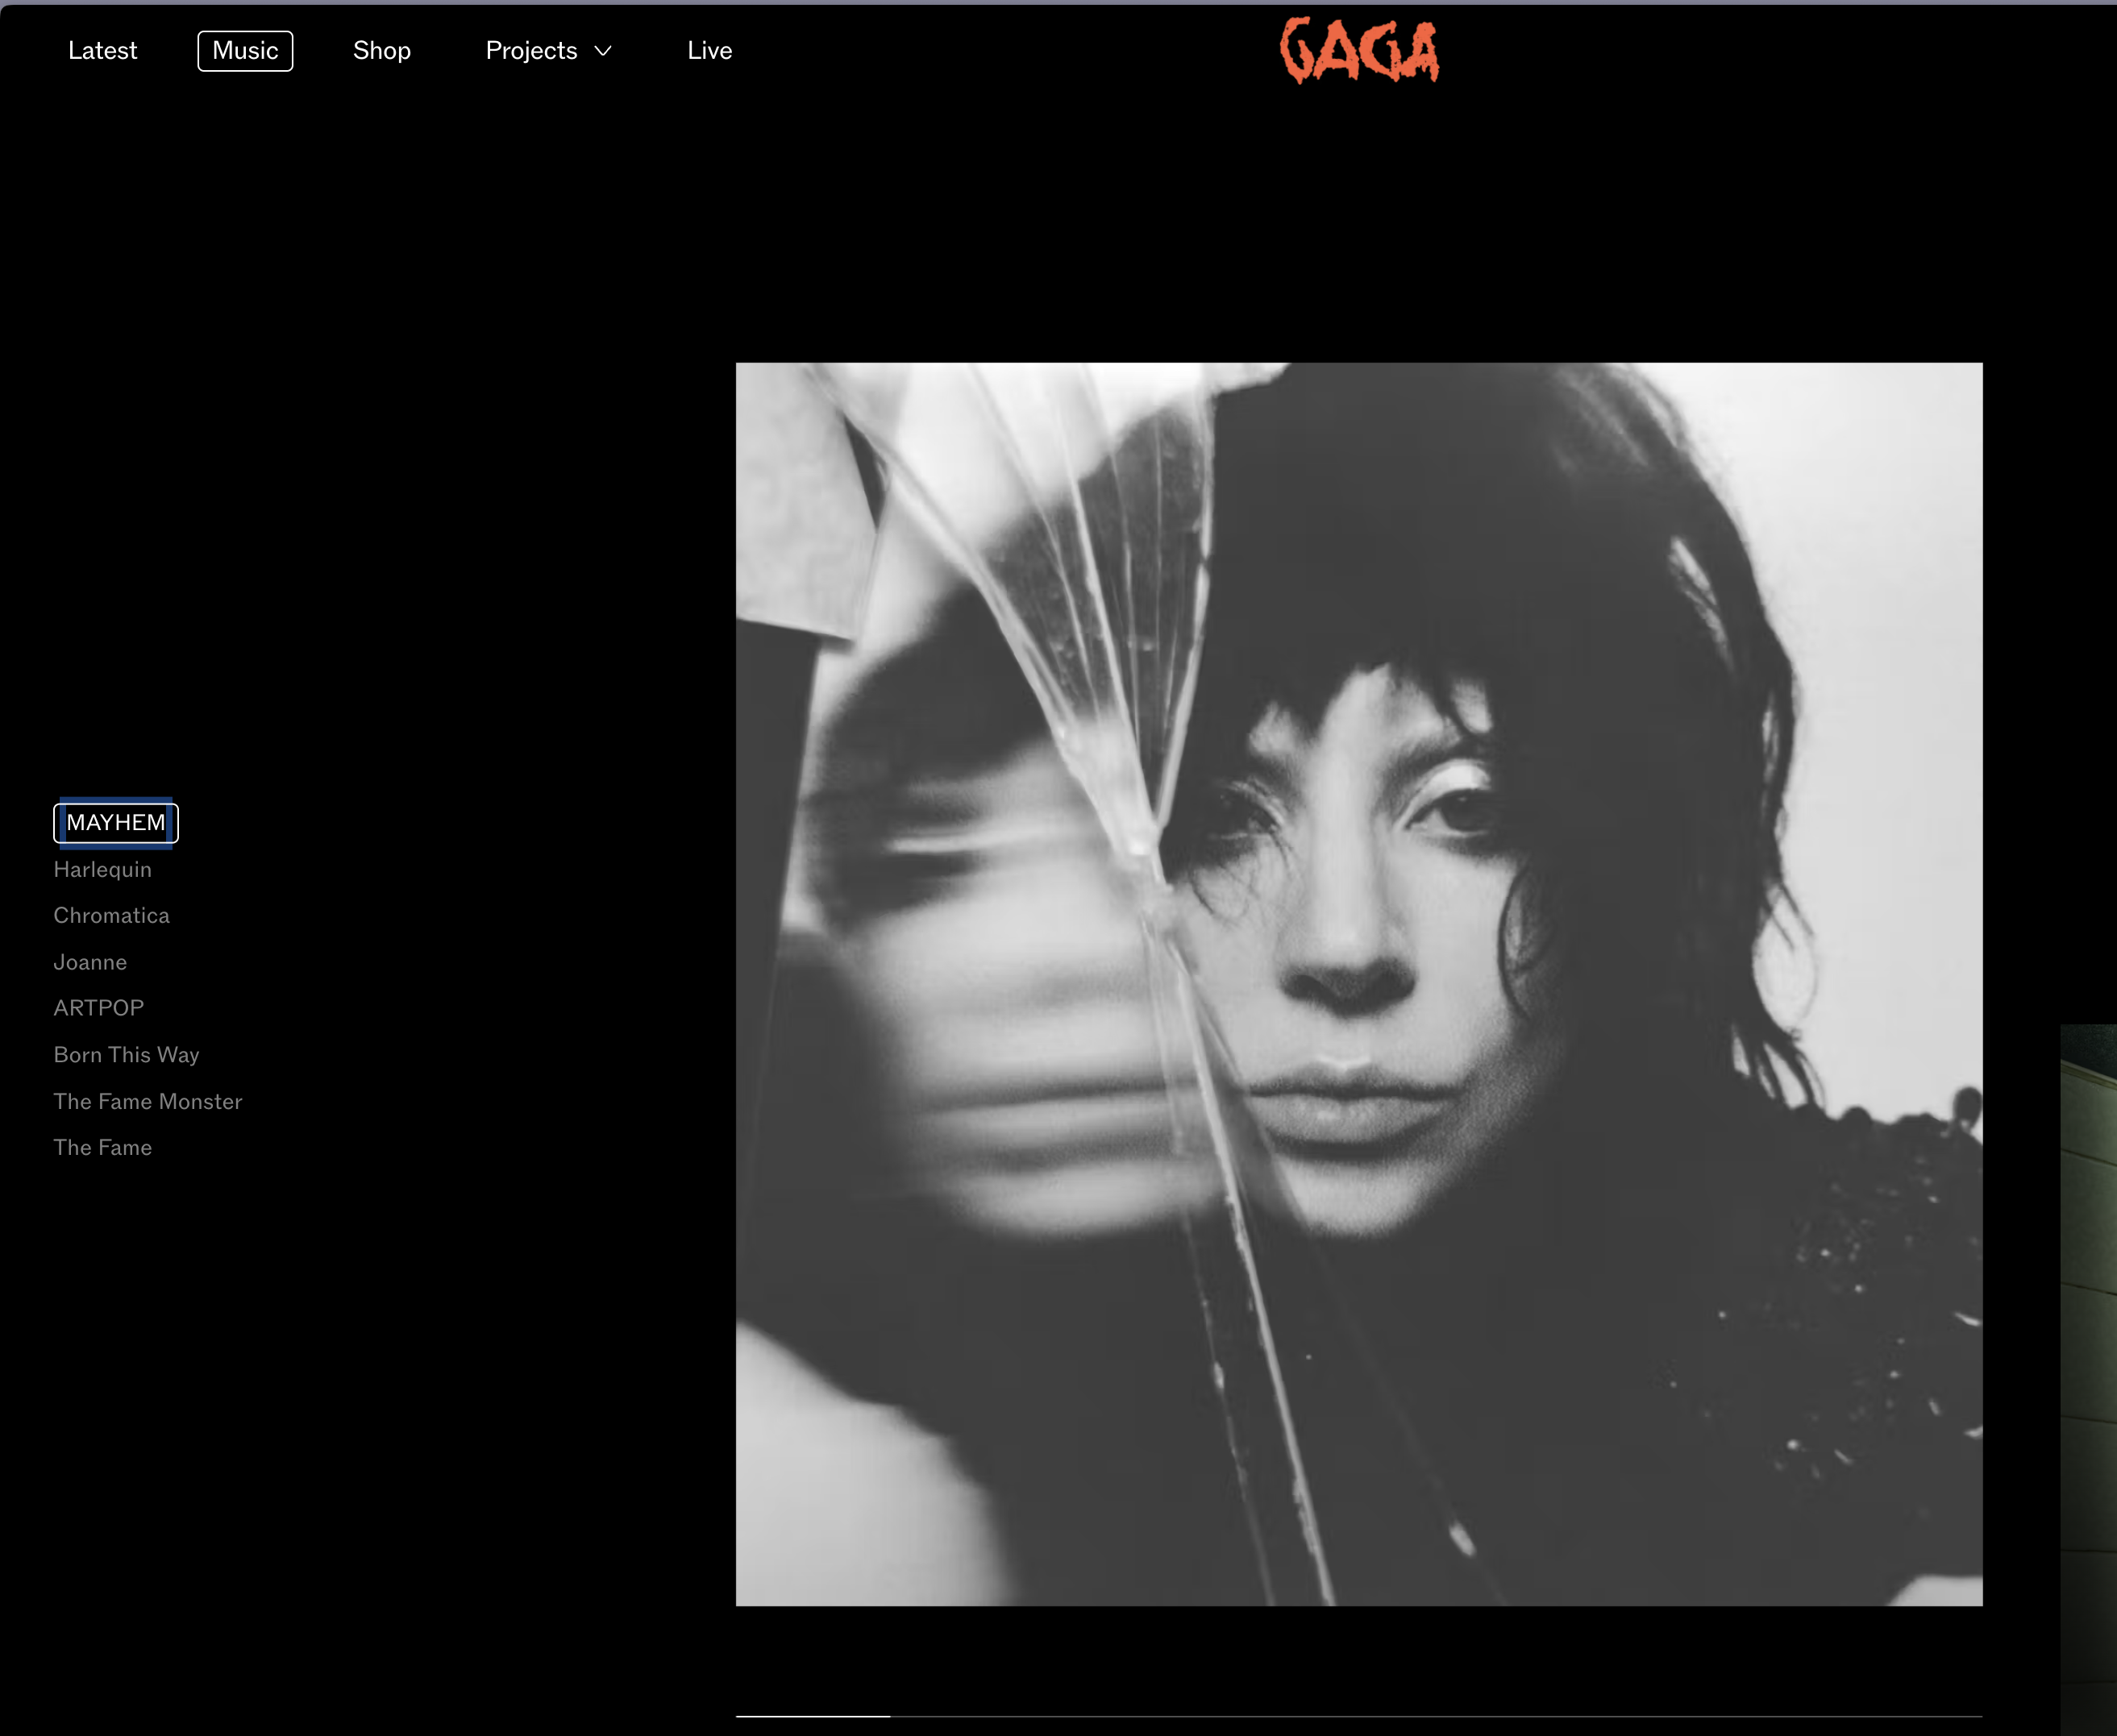 Latest Music Shop Projects Live
GAGA
MAYHEM
Harlequin
Chromatica
Joanne
ARTPOP
Born This Way
The Fame Monster
The Fame